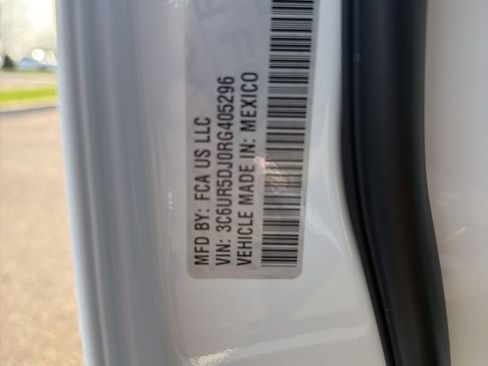 MFD BY: FCA US LLC
VIN: 3C6UR5DJ0RG405296
VEHICLE MADE IN: MEXICO